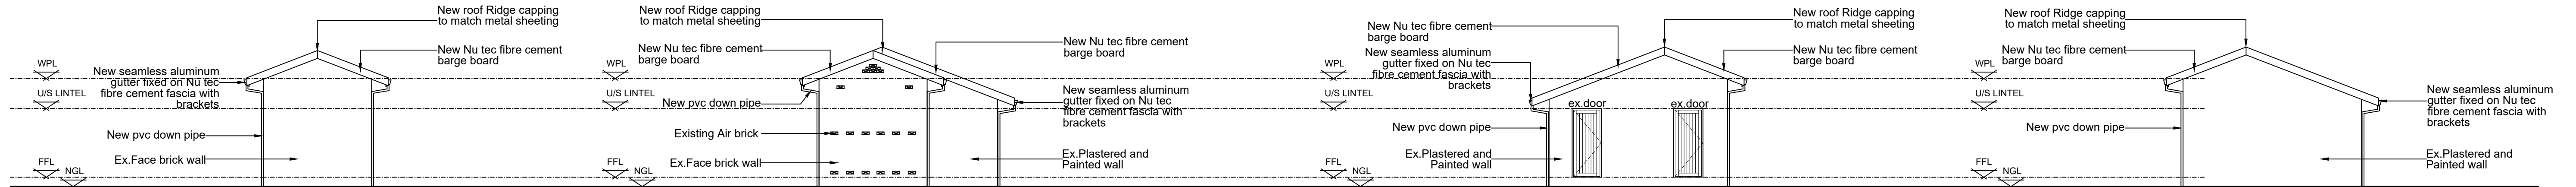 New roof Ridge capping
to match metal sheeting
New Nu tec fibre cement
barge board
WPL
New seamless aluminum
gutter fixed on Nu tec
fibre cement fascia with
brackets
U/S LINTEL
New pvc down pipe
Ex.Face brick wall
FFL
NGL
New roof Ridge capping
to match metal sheeting
New Nu tec fibre cement
barge board
New Nu tec fibre cement
barge board
WPL
U/S LINTEL
New pvc down pipe
New seamless aluminum
gutter fixed on Nu tec
fibre cement fascia with
brackets
Existing Air brick
Ex.Face brick wall
Ex.Plastered and
Painted wall
FFL
NGL
New roof Ridge capping
to match metal sheeting
New Nu tec fibre cement
barge board
New Nu tec fibre cement
barge board
New seamless aluminum
gutter fixed on Nu tec
fibre cement fascia with
brackets
WPL
U/S LINTEL
ex.door
ex.door
New pvc down pipe
Ex.Plastered and
Painted wall
FFL
NGL
New roof Ridge capping
to match metal sheeting
New Nu tec fibre cement
barge board
WPL
U/S LINTEL
New seamless aluminum
gutter fixed on Nu tec
fibre cement fascia with
brackets
New pvc down pipe
Ex.Plastered and
Painted wall
FFL
NGL